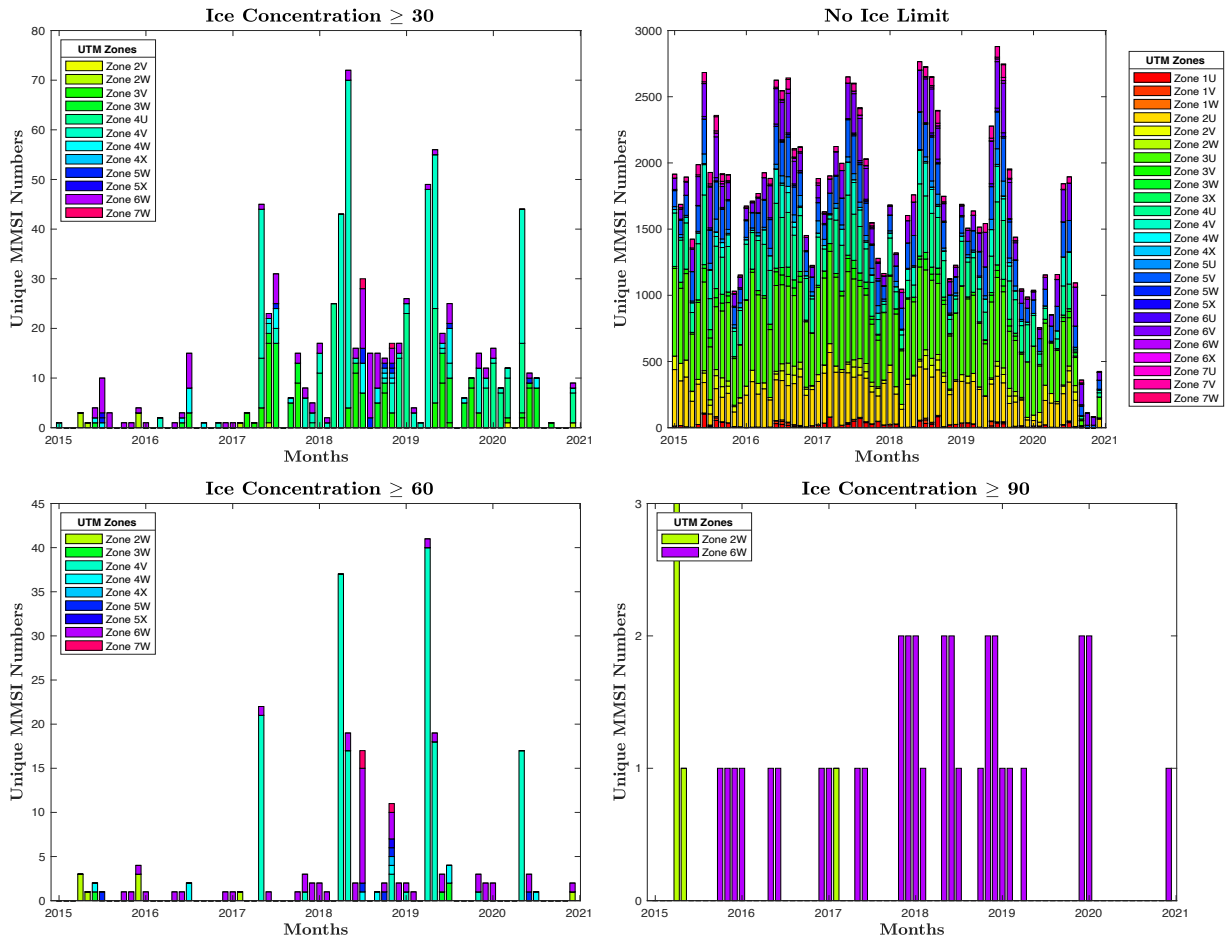 Ice Concentration ≥ 30
80
70
60
50
40
30
20
10
0
Unique MMSI Numbers
UTM Zones
Zone 2V
Zone 2W
Zone 3V
Zone 3W
Zone 4U
Zone 4V
Zone 4W
Zone 4X
Zone 5W
Zone 5X
Zone 6W
Zone 7W
2015 2016 2017 2018 2019 2020 2021
Months
No Ice Limit
3000
2500
2000
1500
1000
500
0
Unique MMSI Numbers
2015 2016 2017 2018 2019 2020 2021
Months
UTM Zones
Zone 1U
Zone 1V
Zone 1W
Zone 2U
Zone 2V
Zone 2W
Zone 3U
Zone 3V
Zone 3W
Zone 3X
Zone 4U
Zone 4V
Zone 4W
Zone 4X
Zone 5U
Zone 5V
Zone 5W
Zone 5X
Zone 6U
Zone 6V
Zone 6W
Zone 6X
Zone 7U
Zone 7V
Zone 7W
Ice Concentration ≥ 60
45
40
35
30
25
20
15
10
5
0
Unique MMSI Numbers
UTM Zones
Zone 2W
Zone 3W
Zone 4V
Zone 4W
Zone 4X
Zone 5W
Zone 5X
Zone 6W
Zone 7W
2015 2016 2017 2018 2019 2020 2021
Months
Ice Concentration ≥ 90
3
2
1
0
Unique MMSI Numbers
UTM Zones
Zone 2W
Zone 6W
2015 2016 2017 2018 2019 2020 2021
Months